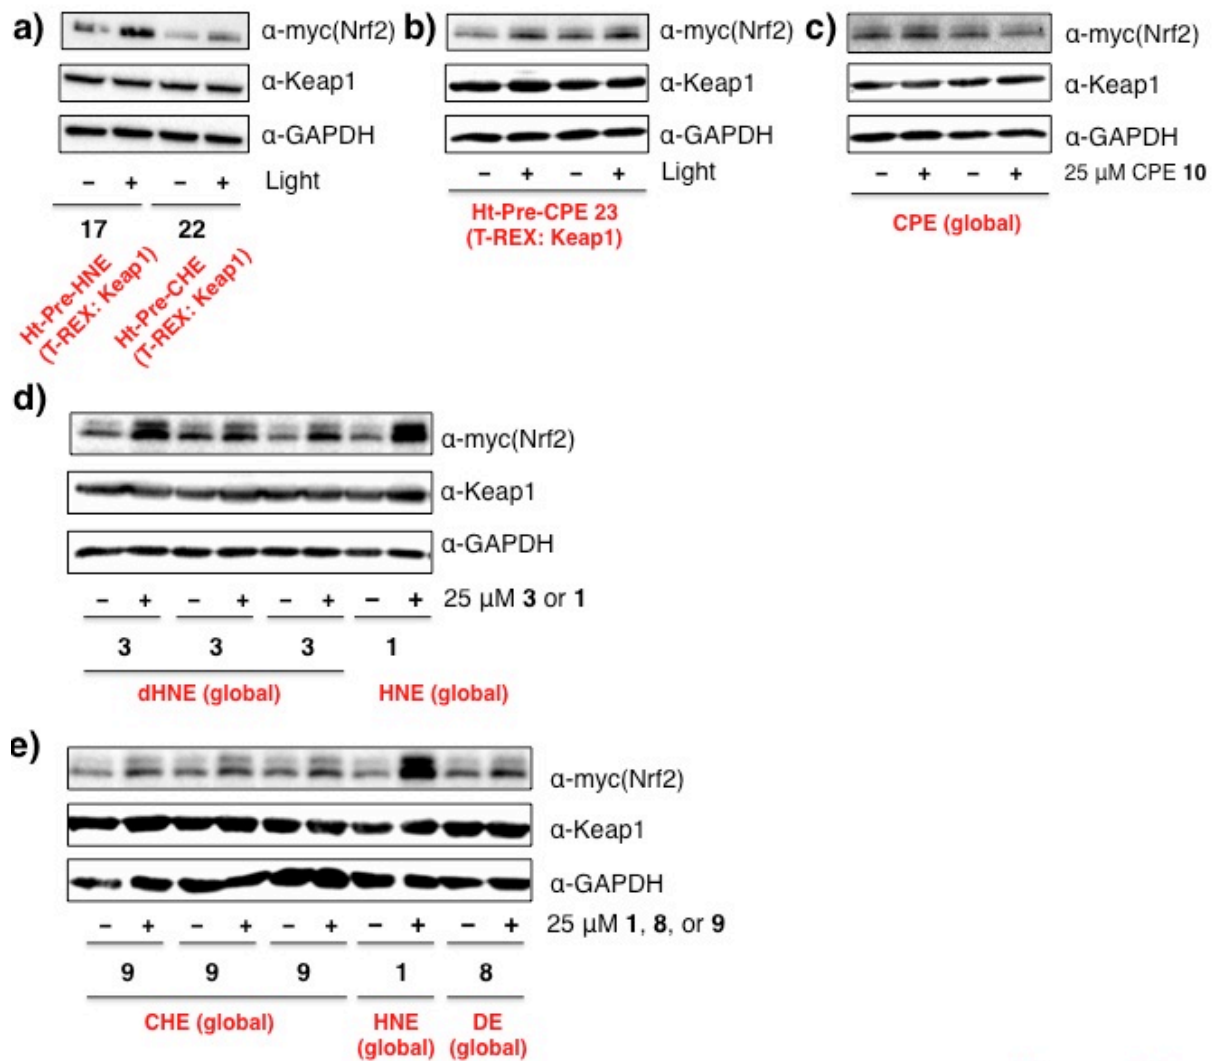 a)
α-myc(Nrf2)
α-Keap1
α-GAPDH
– + – + Light
17 22
Ht-Pre-HNE
(T-REX: Keap1)
Ht-Pre-CHE
(T-REX: Keap1)
b)
α-myc(Nrf2)
α-Keap1
α-GAPDH
– + – + Light
Ht-Pre-CPE 23
(T-REX: Keap1)
c)
α-myc(Nrf2)
α-Keap1
α-GAPDH
– + – + 25 µM CPE 10
CPE (global)
d)
α-myc(Nrf2)
α-Keap1
α-GAPDH
– + – + – + – + 25 µM 3 or 1
3 3 3 1
dHNE (global) HNE (global)
e)
α-myc(Nrf2)
α-Keap1
α-GAPDH
– + – + – + – + – + 25 µM 1, 8, or 9
9 9 9 1 8
CHE (global) HNE (global) DE (global)